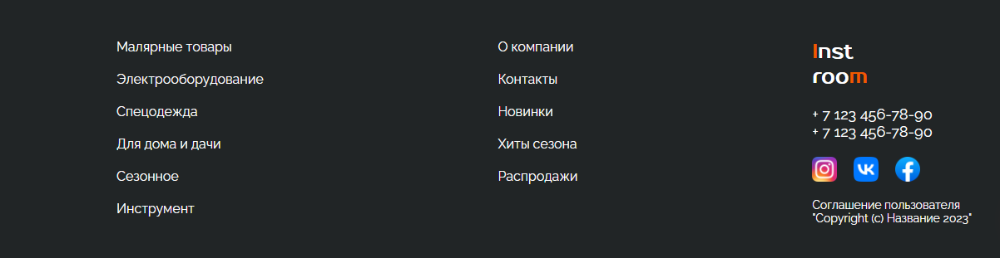 Малярные товары
Электрооборудование
Спецодежда
Для дома и дачи
Сезонное
Инструмент
О компании
Контакты
Новинки
Хиты сезона
Распродажи
Inst
room
+ 7 123 456-78-90
+ 7 123 456-78-90
Соглашение пользователя
"Copyright (c) Название 2023"